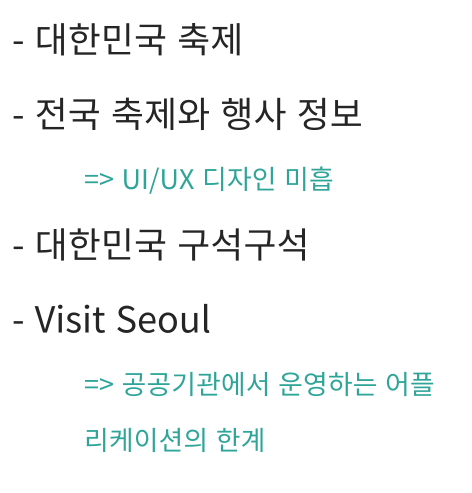 - 대한민국 축제
- 전국 축제와 행사 정보
=> UI/UX 디자인 미흡
- 대한민국 구석구석
- Visit Seoul
=> 공공기관에서 운영하는 어플
리케이션의 한계